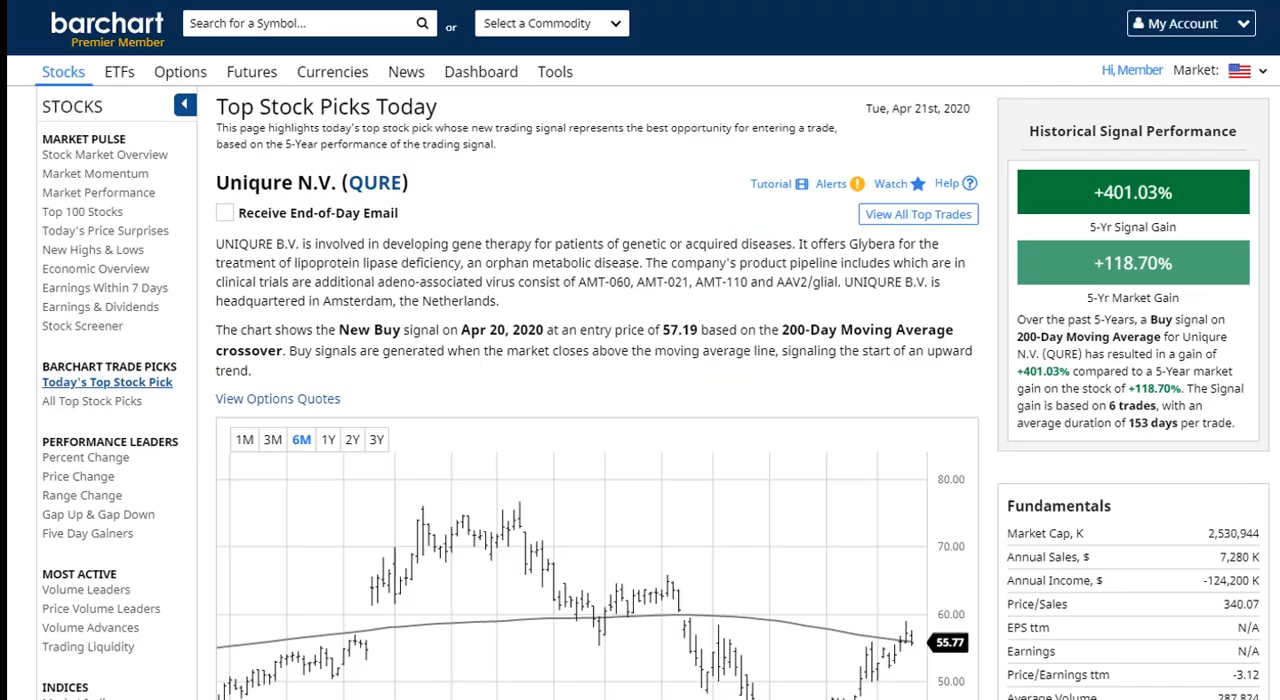 barchart
Premier Member
Search for a Symbol...
or
Select a Commodity
My Account
Stocks ETFs Options Futures Currencies News Dashboard Tools
Hi, Member Market:
STOCKS
MARKET PULSE
Stock Market Overview
Market Momentum
Market Performance
Top 100 Stocks
Today's Price Surprises
New Highs & Lows
Economic Overview
Earnings Within 7 Days
Earnings & Dividends
Stock Screener
BARCHART TRADE PICKS
Today's Top Stock Pick
All Top Stock Picks
PERFORMANCE LEADERS
Percent Change
Price Change
Range Change
Gap Up & Gap Down
Five Day Gainers
MOST ACTIVE
Volume Leaders
Price Volume Leaders
Volume Advances
Trading Liquidity
INDICES
Top Stock Picks Today
Tue, Apr 21st, 2020
This page highlights today's top stock pick whose new trading signal represents the best opportunity for entering a trade,
based on the 5-Year performance of the trading signal.
Uniqure N.V. (QURE)
Tutorial Alerts Watch Help
Receive End-of-Day Email
View All Top Trades
UNIQURE B.V. is involved in developing gene therapy for patients of genetic or acquired diseases. It offers Glybera for the
treatment of lipoprotein lipase deficiency, an orphan metabolic disease. The company's product pipeline includes which are in
clinical trials are additional adeno-associated virus consist of AMT-060, AMT-021, AMT-110 and AAV2/glial. UNIQURE B.V. is
headquartered in Amsterdam, the Netherlands.
The chart shows the New Buy signal on Apr 20, 2020 at an entry price of 57.19 based on the 200-Day Moving Average
crossover. Buy signals are generated when the market closes above the moving average line, signaling the start of an upward
trend.
View Options Quotes
1M 3M 6M 1Y 2Y 3Y
80.00
70.00
60.00
55.77
50.00
Historical Signal Performance
+401.03%
5-Yr Signal Gain
+118.70%
5-Yr Market Gain
Over the past 5-Years, a Buy signal on
200-Day Moving Average for Uniqure
N.V. (QURE) has resulted in a gain of
+401.03% compared to a 5-Year market
gain on the stock of +118.70%. The Signal
gain is based on 6 trades, with an
average duration of 153 days per trade.
Fundamentals
Market Cap, K 2,530,944
Annual Sales, $ 7,280 K
Annual Income, $ -124,200 K
Price/Sales 340.07
EPS ttm N/A
Earnings N/A
Price/Earnings ttm -3.12
Average Volume 287,824